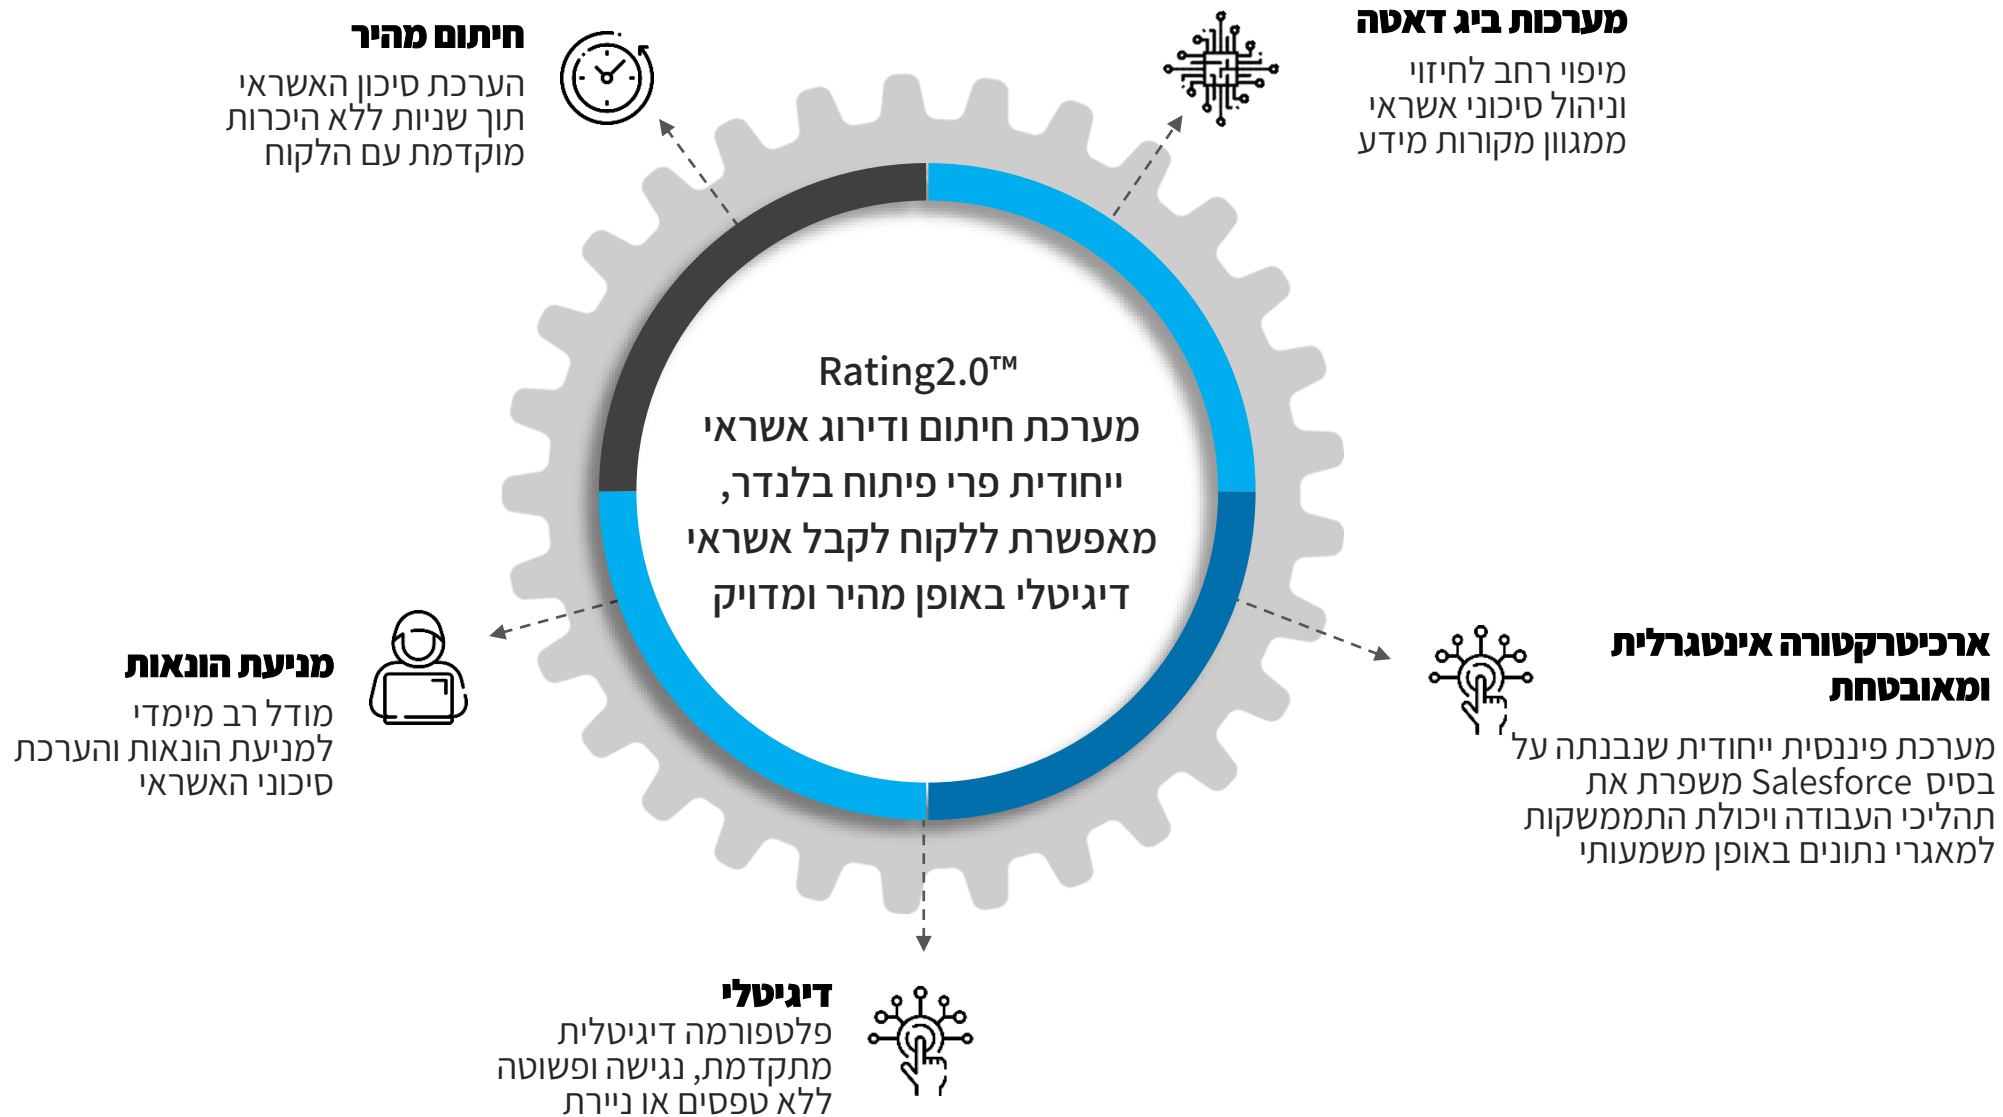 מערכות ביג דאטה
מיפוי רחב לחיזוי
וניהול סיכוני אשראי
ממגוון מקורות מידע
חיתום מהיר
הערכת סיכון האשראי
תוך שניות ללא היכרות
מוקדמת עם הלקוח
Rating2.0™
מערכת חיתום ודירוג אשראי
ייחודית פרי פיתוח בלנדר,
מאפשרת ללקוח לקבל אשראי
דיגיטלי באופן מהיר ומדויק
ארכיטרקטורה אינטגרלית
ומאובטחת
מערכת פיננסית ייחודית שנבנתה על
בסיס Salesforce משפרת את
תהליכי העבודה ויכולת התממשקות
למאגרי נתונים באופן משמעותי
מניעת הונאות
מודל רב מימדי
למניעת הונאות והערכת
סיכוני האשראי
דיגיטלי
פלטפורמה דיגיטלית
מתקדמת, נגישה ופשוטה
ללא טפסים או ניירת